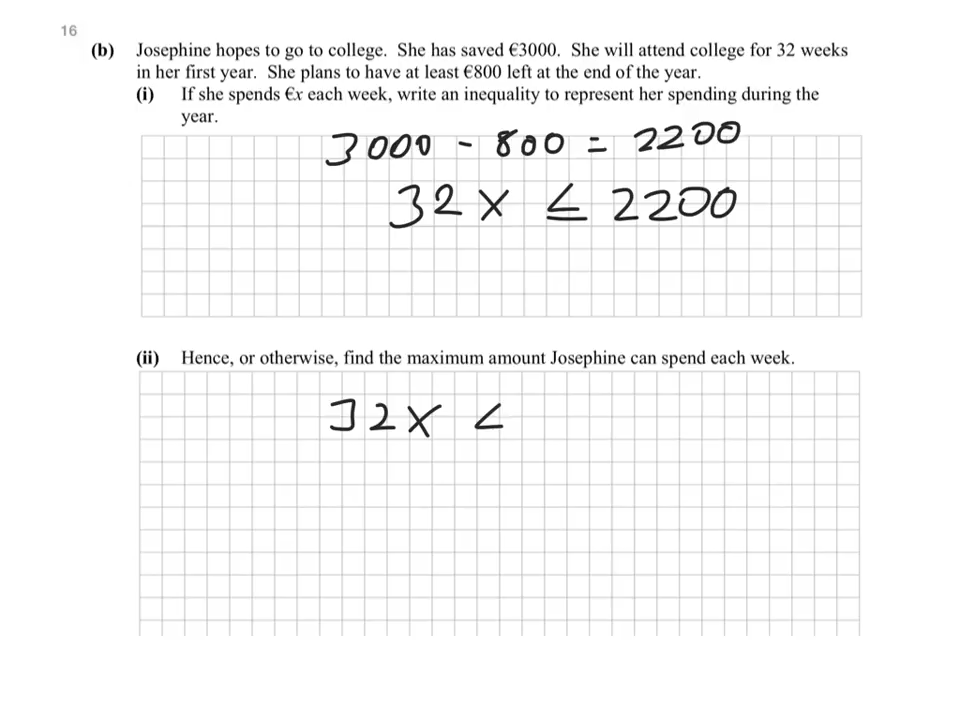 16
(b) Josephine hopes to go to college. She has saved €3000. She will attend college for 32 weeks
in her first year. She plans to have at least €800 left at the end of the year.
(i) If she spends €x each week, write an inequality to represent her spending during the
year.
3000 - 800 = 2200
32x ≤ 2200
(ii) Hence, or otherwise, find the maximum amount Josephine can spend each week.
32x <